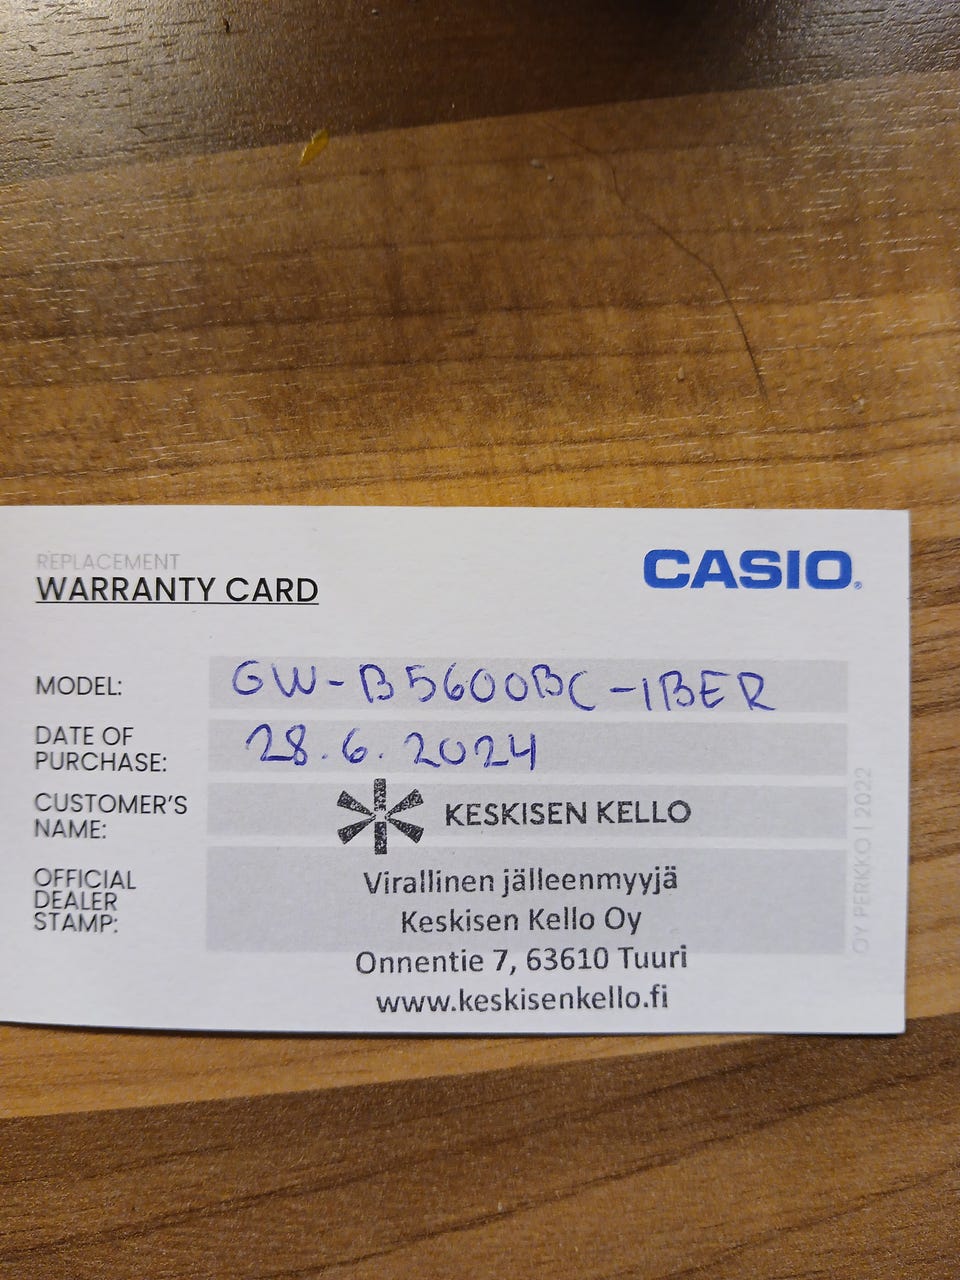 REPLACEMENT
WARRANTY CARD
CASIO®
MODEL: GW-B5600BC-1BER
DATE OF
PURCHASE: 28.6.2024
CUSTOMER'S
NAME:
KESKISEN KELLO
OFFICIAL
DEALER
STAMP:
Virallinen jälleenmyyjä
Keskisen Kello Oy
Onnentie 7, 63610 Tuuri
www.keskisenkello.fi
OY PERKKO | 2022